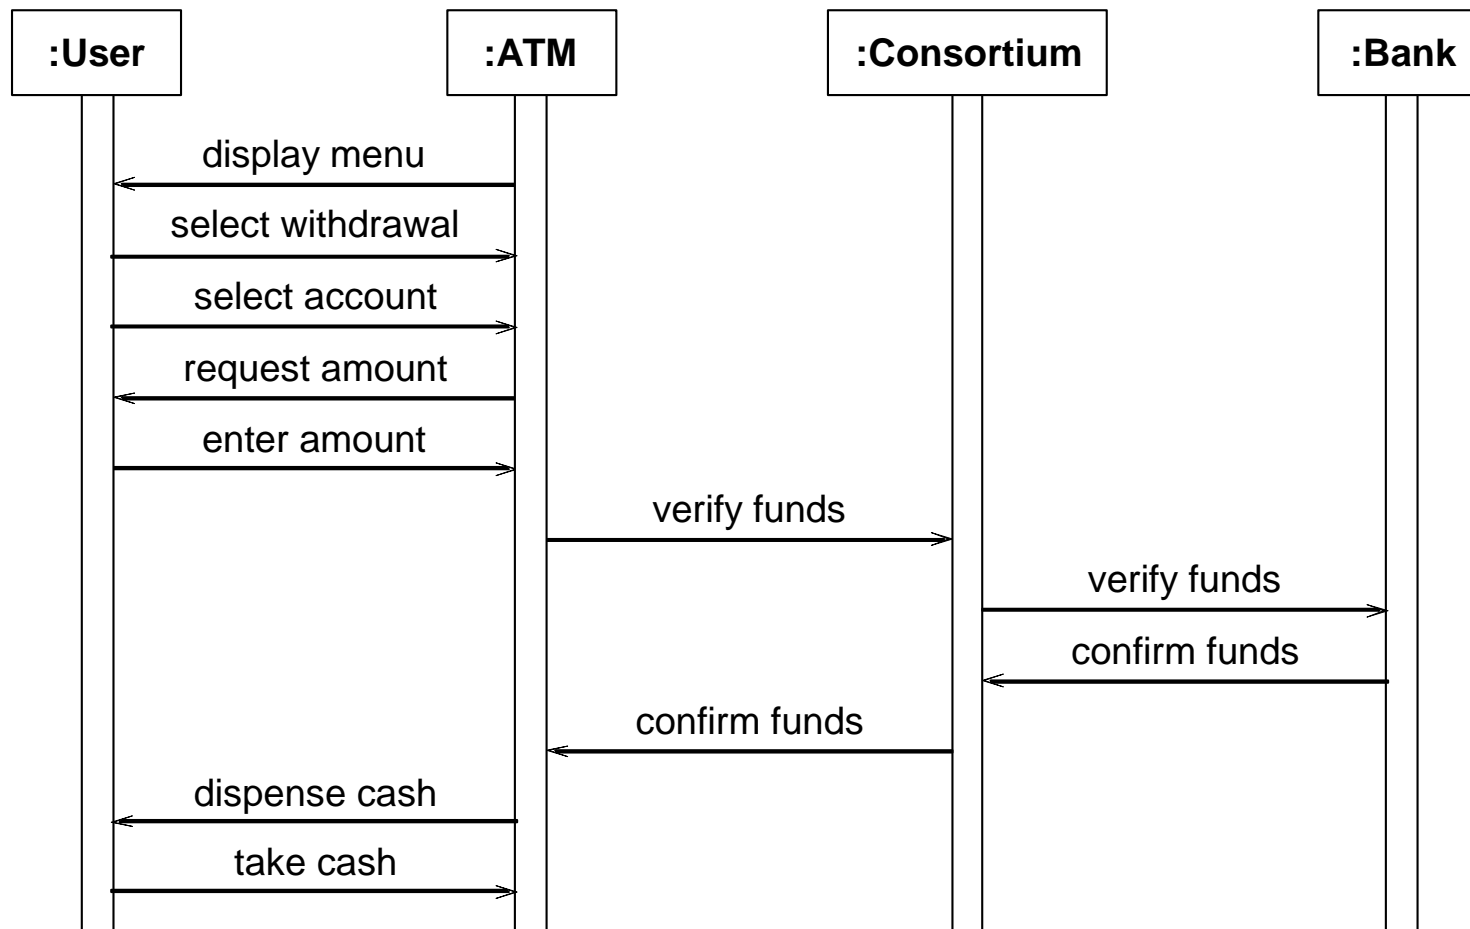 :User
:ATM
:Consortium
:Bank
display menu
select withdrawal
select account
request amount
enter amount
verify funds
verify funds
confirm funds
confirm funds
dispense cash
take cash